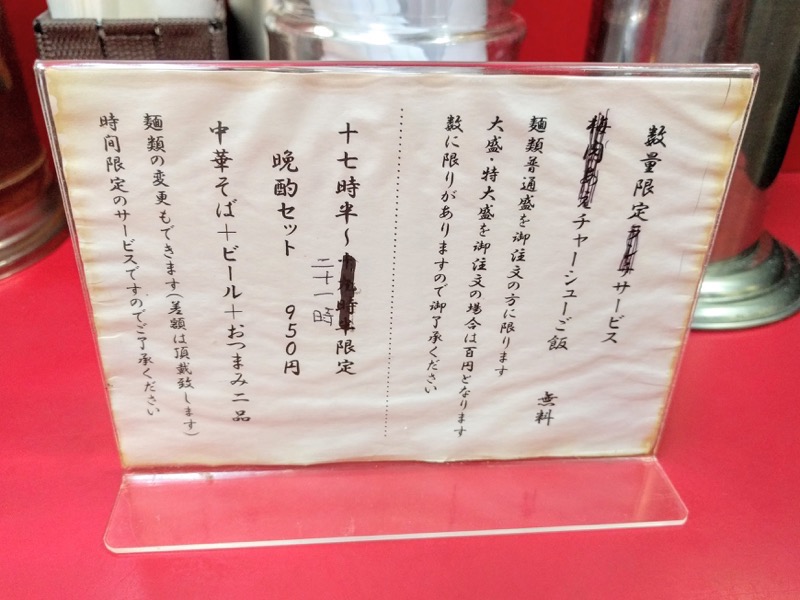 数量限定サービス
チャーシューご飯 無料
麺類普通盛を御注文の方に限ります
大盛・特大盛を御注文の場合は百円となります
数に限りがありますので御了承ください
十七時半～二十一時限定
晩酌セット 950円
中華そば＋ビール＋おつまみ二品
麺類の変更もできます(差額は頂戴致します)
時間限定のサービスですのでご了承ください